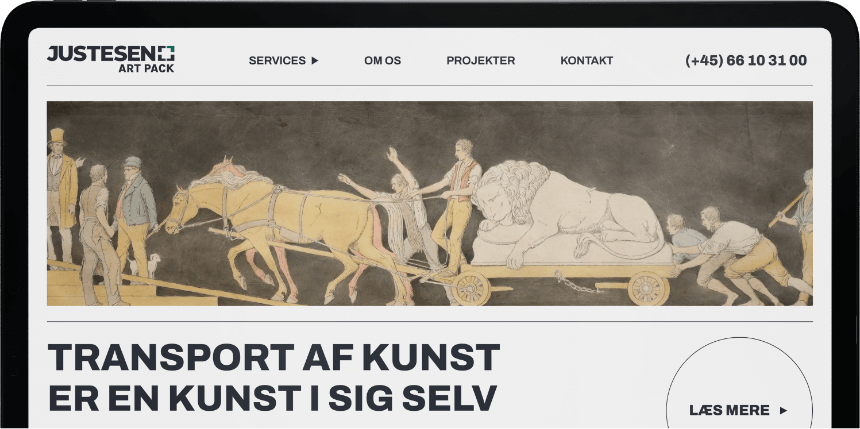 JUSTESEN
ART PACK
SERVICES
OM OS
PROJEKTER
KONTAKT
(+45) 66 10 31 00
TRANSPORT AF KUNST
ER EN KUNST I SIG SELV
LÆS MERE